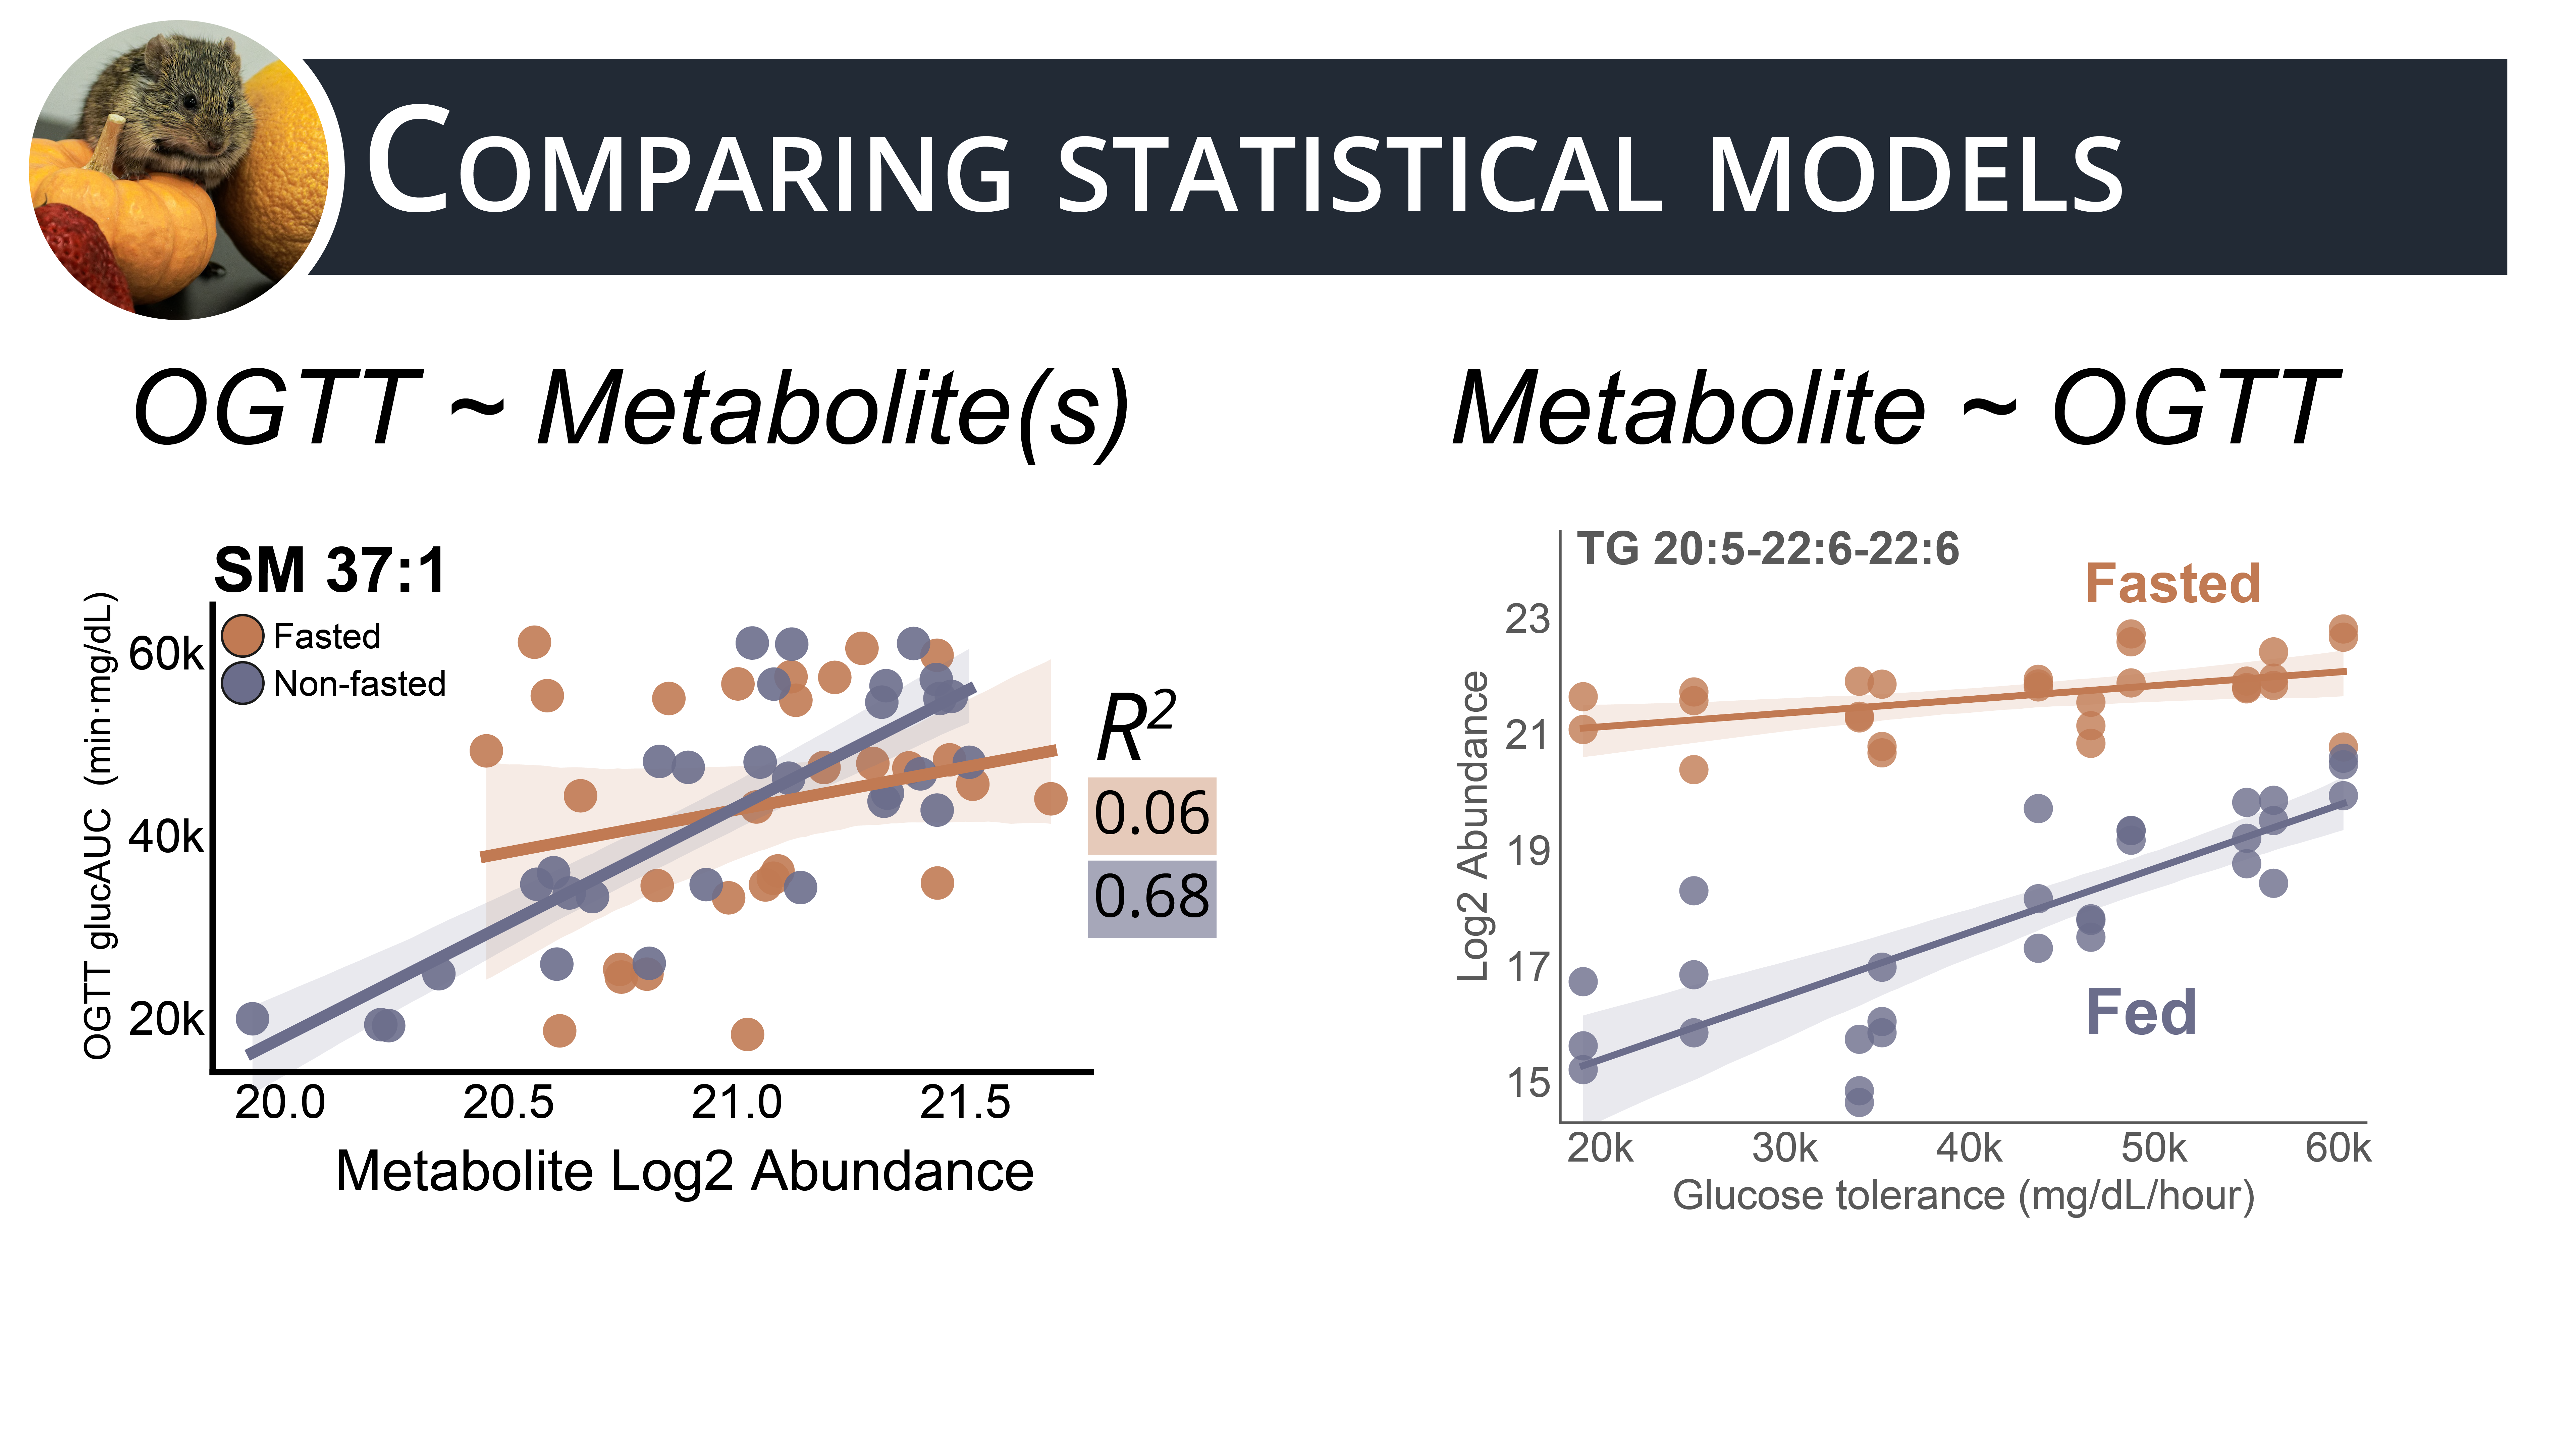 Comparing statistical models
OGTT ~ Metabolite(s)
SM 37:1
Fasted
Non-fasted
OGTT glucAUC (min·mg/dL)
60k
40k
20k
20.0 20.5 21.0 21.5
Metabolite Log2 Abundance
R²
0.06
0.68
Metabolite ~ OGTT
TG 20:5-22:6-22:6
Fasted
Fed
Log2 Abundance
23
21
19
17
15
20k 30k 40k 50k 60k
Glucose tolerance (mg/dL/hour)